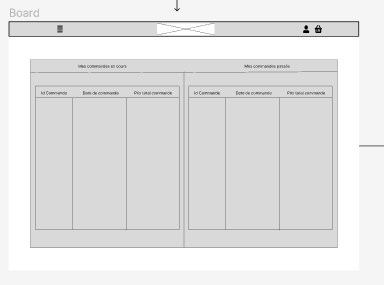 Board
Mes commandes en cours
Mes commandes passés
Id Commande Date de commande Prix total commande
Id Commande Date de commande Prix total commande